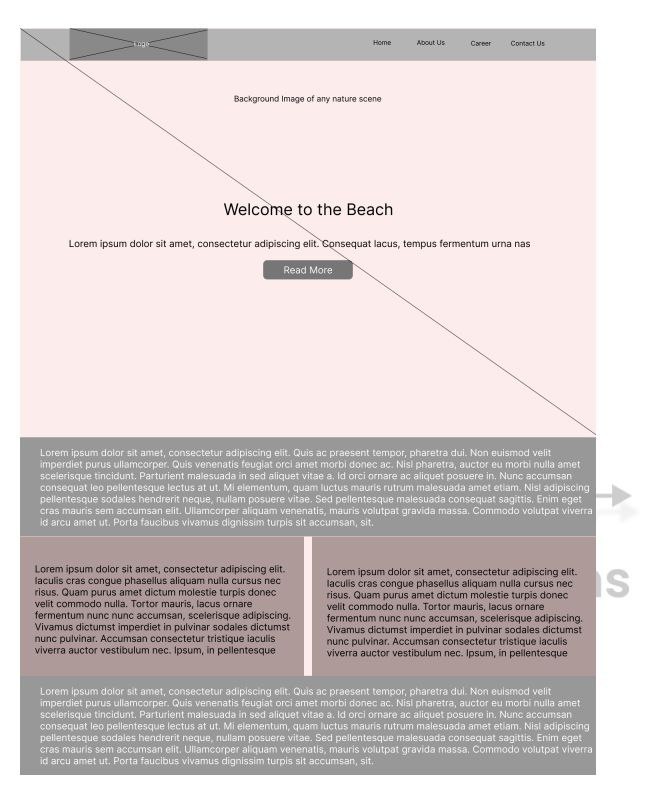 Logo
Home
About Us
Career
Contact Us
Background Image of any nature scene
Welcome to the Beach
Lorem ipsum dolor sit amet, consectetur adipiscing elit. Consequat lacus, tempus fermentum urna nas
Read More
Lorem ipsum dolor sit amet, consectetur adipiscing elit. Quis ac praesent tempor, pharetra dui. Non euismod velit
imperdiet purus ullamcorper. Quis venenatis feugiat orci amet morbi donec ac. Nisl pharetra, auctor eu morbi nulla amet
scelerisque tincidunt. Parturient malesuada in sed aliquet vitae a. Id orci ornare ac aliquet posuere in. Nunc accumsan
consequat leo pellentesque lectus at ut. Mi elementum, quam luctus mauris rutrum malesuada amet etiam. Nisl adipiscing
pellentesque sodales hendrerit neque, nullam posuere vitae. Sed pellentesque malesuada consequat sagittis. Enim eget
cras mauris sem accumsan elit. Ullamcorper aliquam venenatis, mauris volutpat gravida massa. Commodo volutpat viverra
id arcu amet ut. Porta faucibus vivamus dignissim turpis sit accumsan, sit.
Lorem ipsum dolor sit amet, consectetur adipiscing elit.
Iaculis cras congue phasellus aliquam nulla cursus nec
risus. Quam purus amet dictum molestie turpis donec
velit commodo nulla. Tortor mauris, lacus ornare
fermentum nunc nunc accumsan, scelerisque adipiscing.
Vivamus dictumst imperdiet in pulvinar sodales dictumst
nunc pulvinar. Accumsan consectetur tristique iaculis
viverra auctor vestibulum nec. Ipsum, in pellentesque
Lorem ipsum dolor sit amet, consectetur adipiscing elit.
Iaculis cras congue phasellus aliquam nulla cursus nec
risus. Quam purus amet dictum molestie turpis donec
velit commodo nulla. Tortor mauris, lacus ornare
fermentum nunc nunc accumsan, scelerisque adipiscing.
Vivamus dictumst imperdiet in pulvinar sodales dictumst
nunc pulvinar. Accumsan consectetur tristique iaculis
viverra auctor vestibulum nec. Ipsum, in pellentesque
Lorem ipsum dolor sit amet, consectetur adipiscing elit. Quis ac praesent tempor, pharetra dui. Non euismod velit
imperdiet purus ullamcorper. Quis venenatis feugiat orci amet morbi donec ac. Nisl pharetra, auctor eu morbi nulla amet
scelerisque tincidunt. Parturient malesuada in sed aliquet vitae a. Id orci ornare ac aliquet posuere in. Nunc accumsan
consequat leo pellentesque lectus at ut. Mi elementum, quam luctus mauris rutrum malesuada amet etiam. Nisl adipiscing
pellentesque sodales hendrerit neque, nullam posuere vitae. Sed pellentesque malesuada consequat sagittis. Enim eget
cras mauris sem accumsan elit. Ullamcorper aliquam venenatis, mauris volutpat gravida massa. Commodo volutpat viverra
id arcu amet ut. Porta faucibus vivamus dignissim turpis sit accumsan, sit.